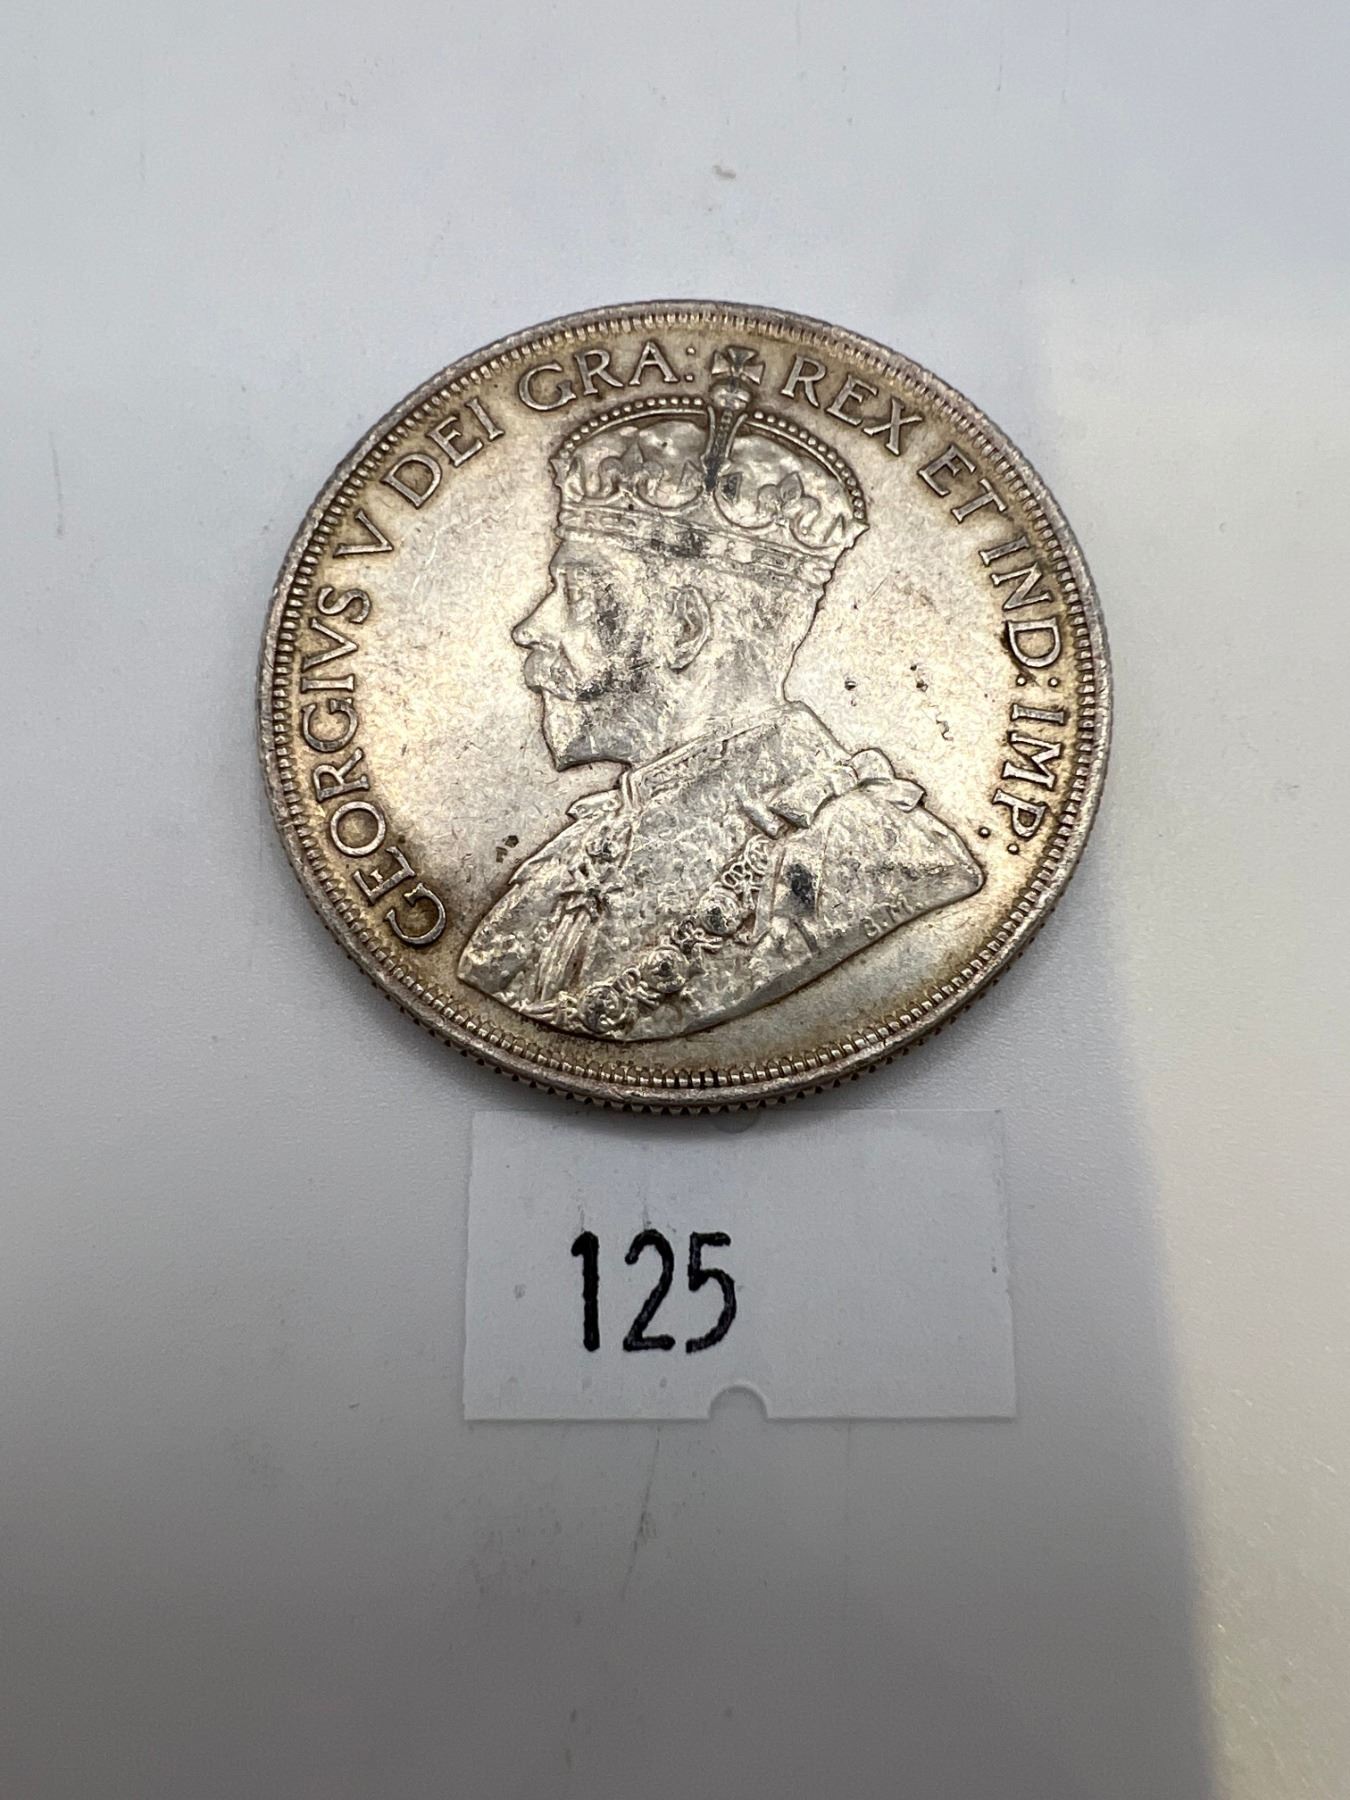 GEORGIVS V DEI GRA: REX ET IND: IMP:
B.M.
125